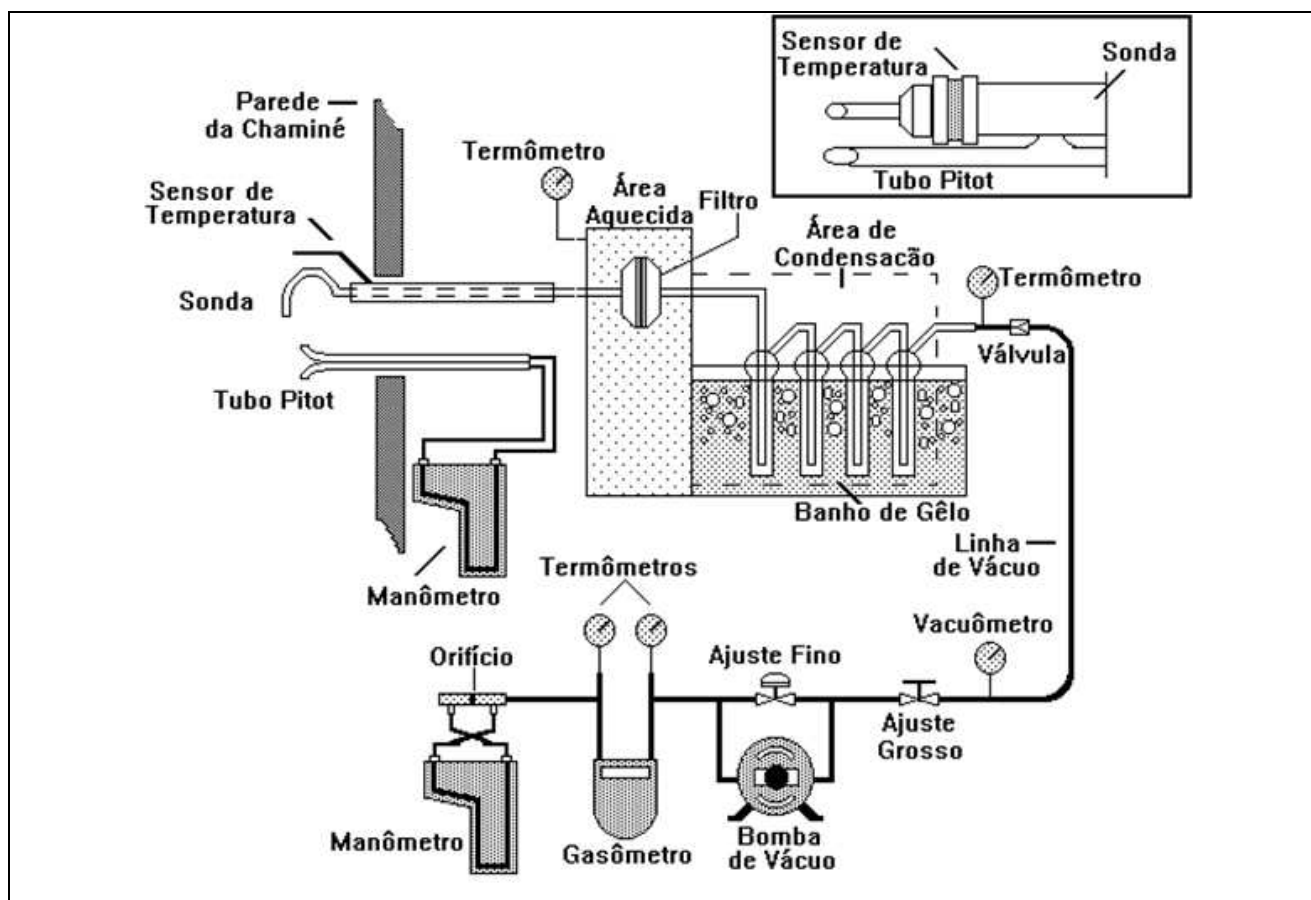 Sensor de
Temperatura
Sonda
Tubo Pitot
Parede
da Chaminé
Termômetro
Área
Aquecida
Filtro
Sensor de
Temperatura
Área de
Condensacão
Termômetro
Sonda
Válvula
Tubo Pitot
Banho de Gêlo
Linha
de Vácuo
Manômetro
Termômetros
Vacuômetro
Orifício
Ajuste Fino
Ajuste
Grosso
Manômetro
Gasômetro
Bomba
de Vácuo